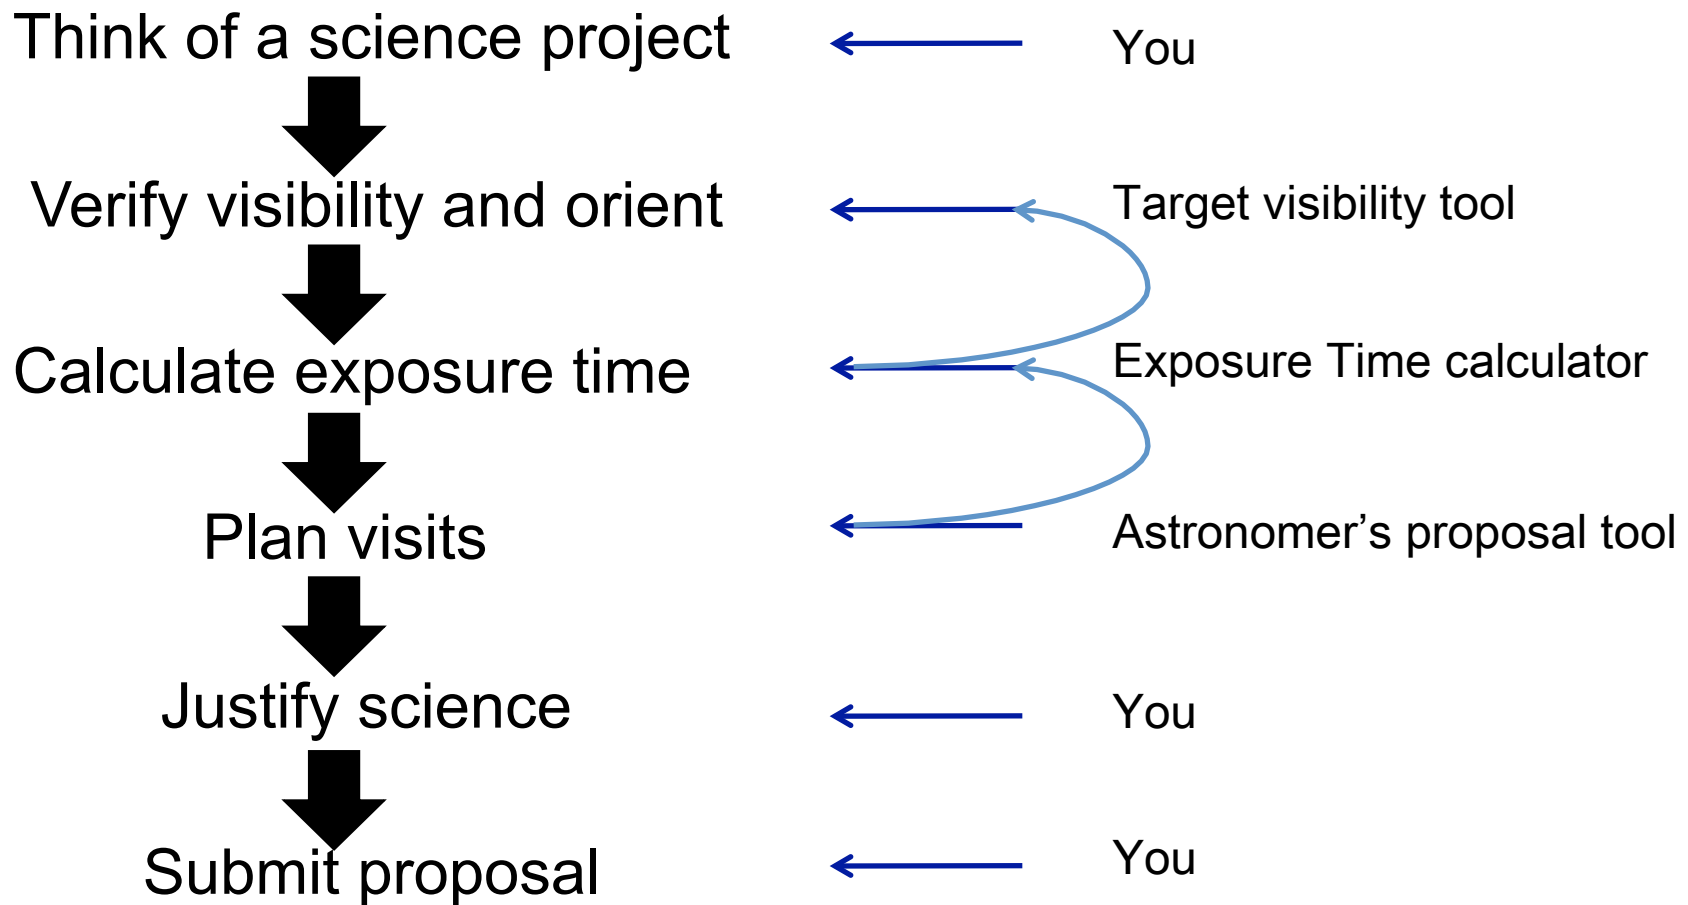 Think of a science project
You
Verify visibility and orient
Target visibility tool
Calculate exposure time
Exposure Time calculator
Plan visits
Astronomer’s proposal tool
Justify science
You
Submit proposal
You